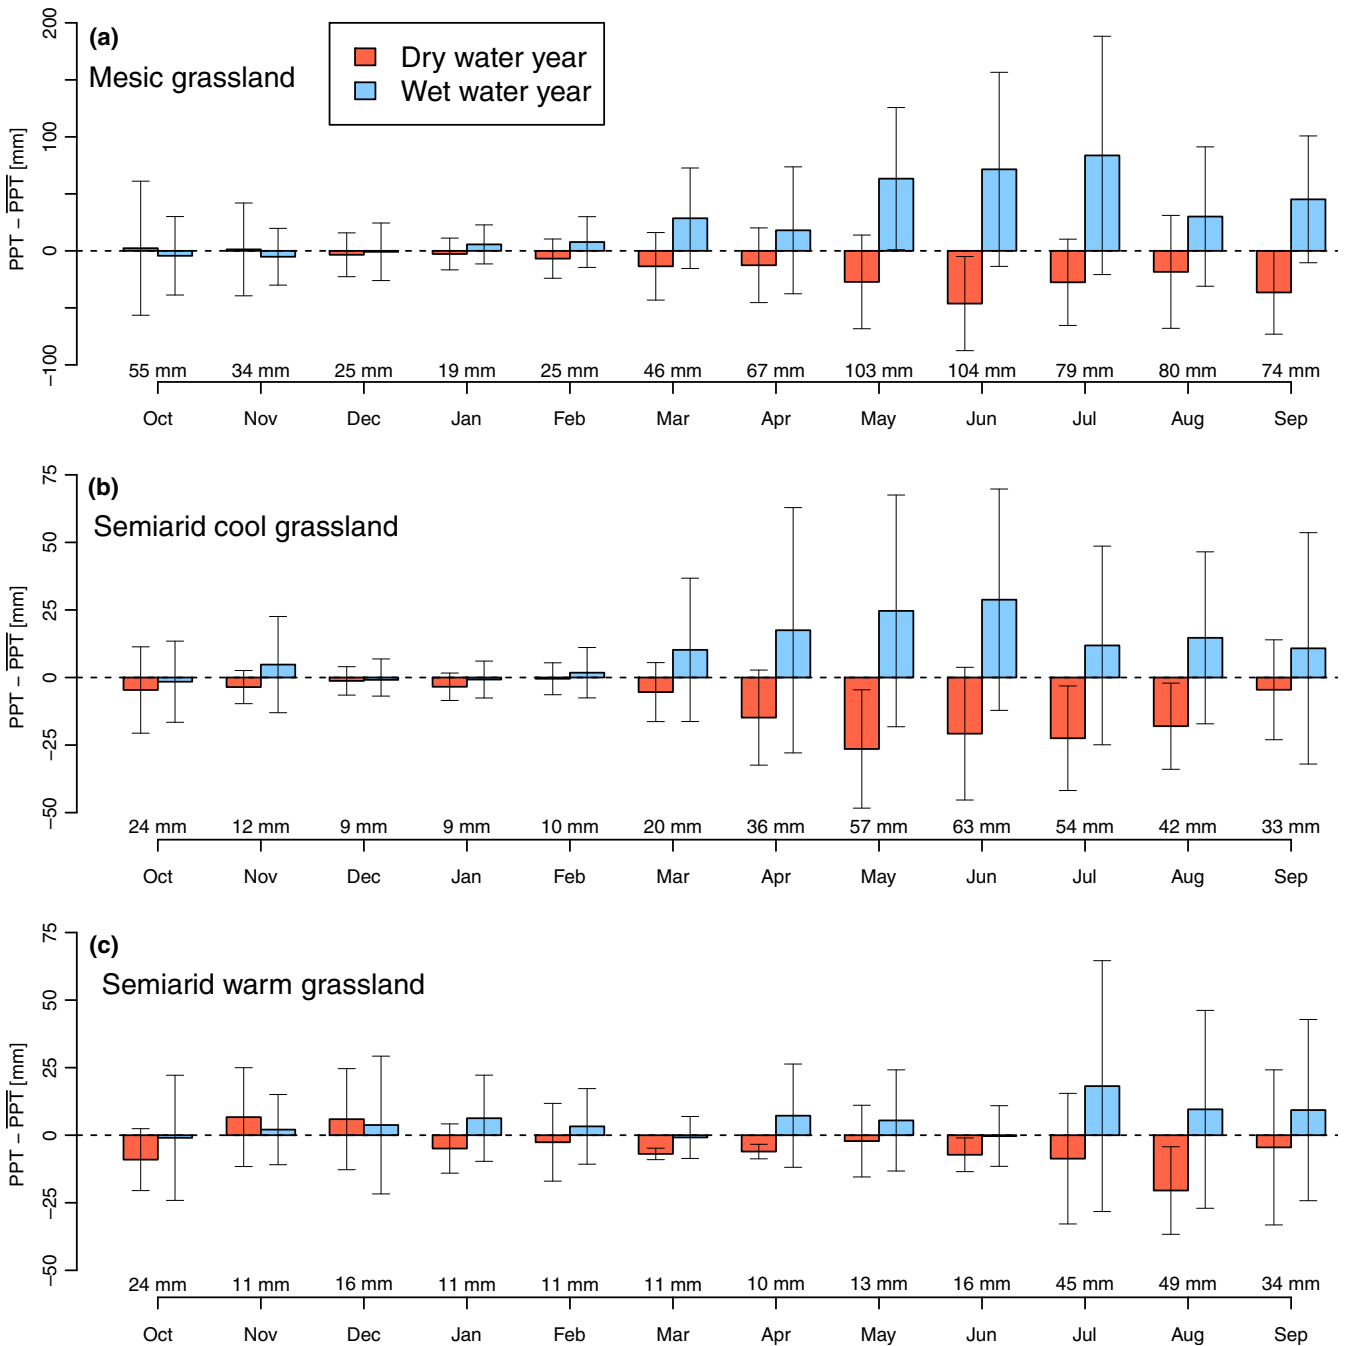 (a)
Mesic grassland
Dry water year
Wet water year
PPT − PPT [mm]
200
100
0
−100
55 mm 34 mm 25 mm 19 mm 25 mm 46 mm 67 mm 103 mm 104 mm 79 mm 80 mm 74 mm
Oct Nov Dec Jan Feb Mar Apr May Jun Jul Aug Sep
(b)
Semiarid cool grassland
PPT − PPT [mm]
75
50
25
0
−25
−50
24 mm 12 mm 9 mm 9 mm 10 mm 20 mm 36 mm 57 mm 63 mm 54 mm 42 mm 33 mm
Oct Nov Dec Jan Feb Mar Apr May Jun Jul Aug Sep
(c)
Semiarid warm grassland
PPT − PPT [mm]
75
50
25
0
−25
−50
24 mm 11 mm 16 mm 11 mm 11 mm 11 mm 10 mm 13 mm 16 mm 45 mm 49 mm 34 mm
Oct Nov Dec Jan Feb Mar Apr May Jun Jul Aug Sep